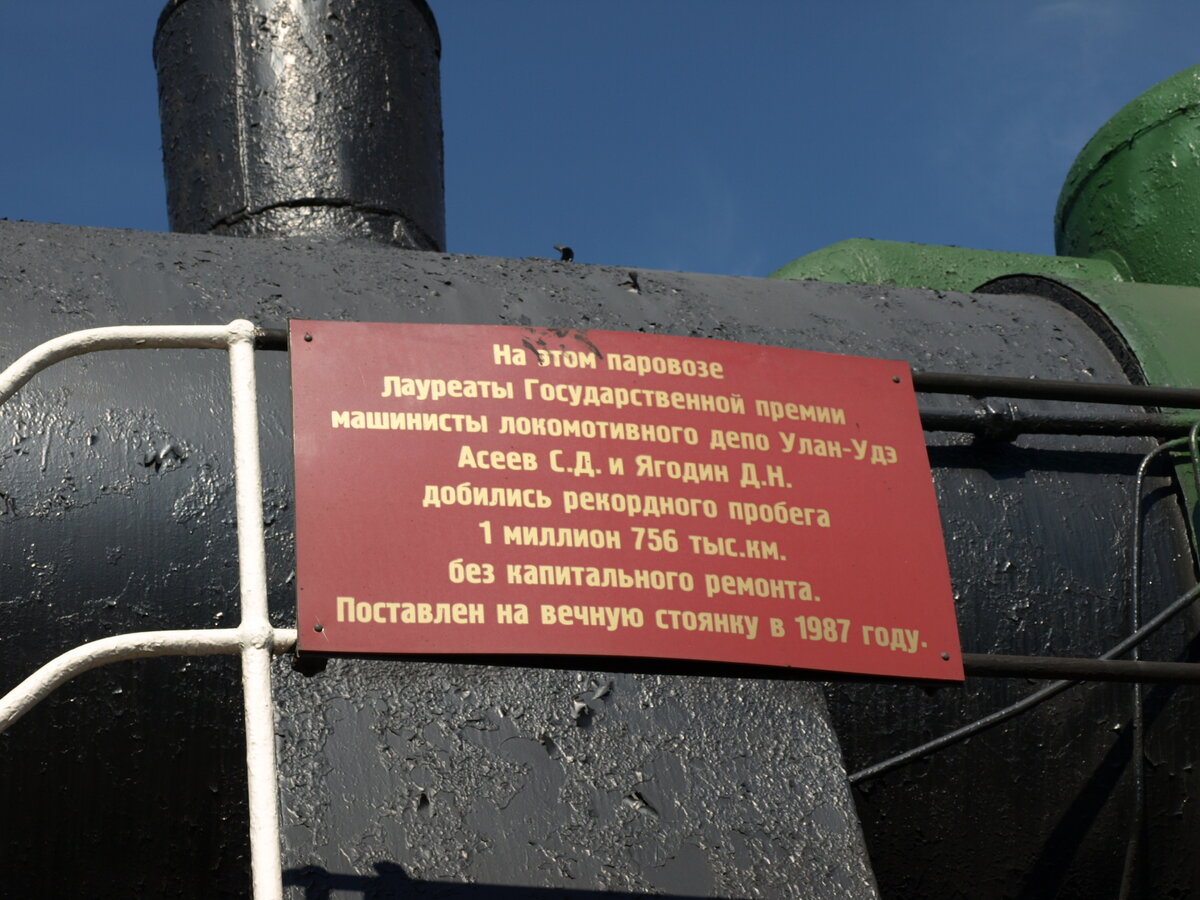 На этом паровозе
Лауреаты Государственной премии
машинисты локомотивного депо Улан-Удэ
Асеев С.Д. и Ягодин Д.Н.
добились рекордного пробега
1 миллион 756 тыс.км.
без капитального ремонта.
Поставлен на вечную стоянку в 1987 году.